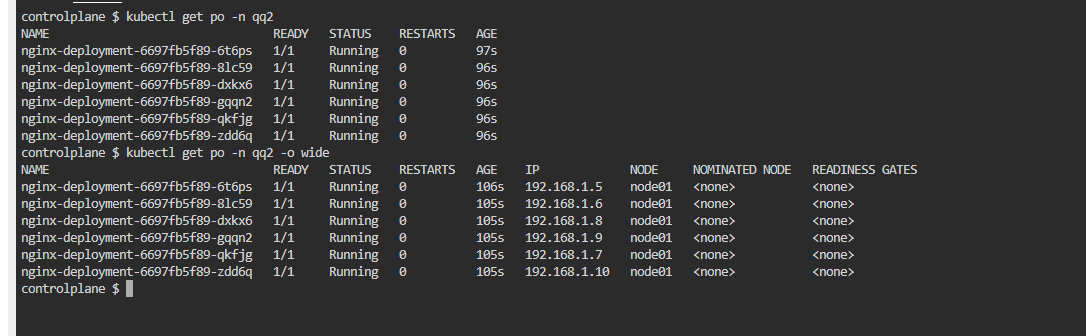 controlplane $ kubectl get po -n qq2
NAME READY STATUS RESTARTS AGE
nginx-deployment-6697fb5f89-6t6ps 1/1 Running 0 97s
nginx-deployment-6697fb5f89-8lc59 1/1 Running 0 96s
nginx-deployment-6697fb5f89-dxkx6 1/1 Running 0 96s
nginx-deployment-6697fb5f89-gqqn2 1/1 Running 0 96s
nginx-deployment-6697fb5f89-qkfjg 1/1 Running 0 96s
nginx-deployment-6697fb5f89-zdd6q 1/1 Running 0 96s
controlplane $ kubectl get po -n qq2 -o wide
NAME READY STATUS RESTARTS AGE IP NODE NOMINATED NODE READINESS GATES
nginx-deployment-6697fb5f89-6t6ps 1/1 Running 0 106s 192.168.1.5 node01 <none> <none>
nginx-deployment-6697fb5f89-8lc59 1/1 Running 0 105s 192.168.1.6 node01 <none> <none>
nginx-deployment-6697fb5f89-dxkx6 1/1 Running 0 105s 192.168.1.8 node01 <none> <none>
nginx-deployment-6697fb5f89-gqqn2 1/1 Running 0 105s 192.168.1.9 node01 <none> <none>
nginx-deployment-6697fb5f89-qkfjg 1/1 Running 0 105s 192.168.1.7 node01 <none> <none>
nginx-deployment-6697fb5f89-zdd6q 1/1 Running 0 105s 192.168.1.10 node01 <none> <none>
controlplane $